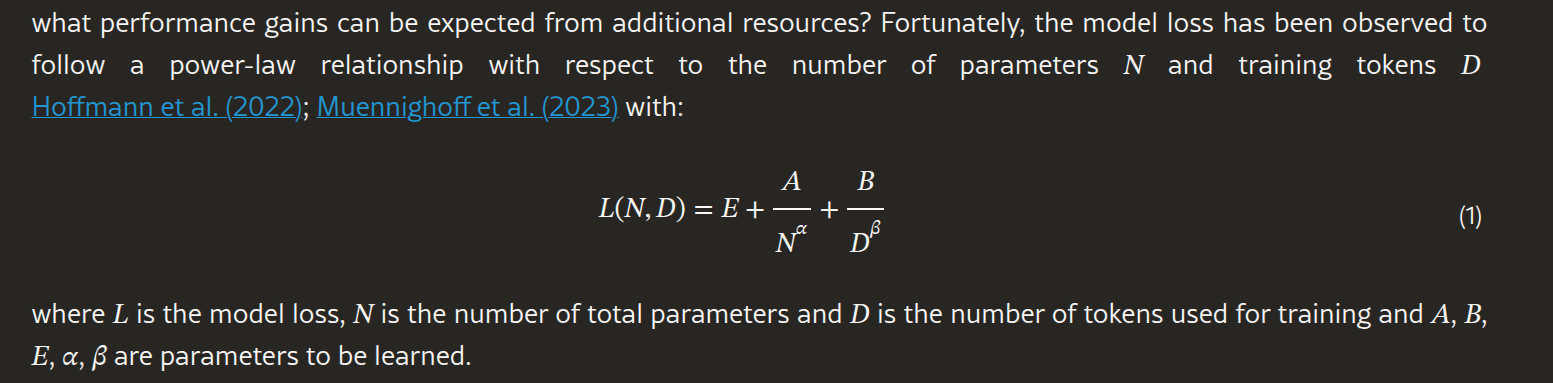 what performance gains can be expected from additional resources? Fortunately, the model loss has been observed to
follow a power-law relationship with respect to the number of parameters N and training tokens D
Hoffmann et al. (2022); Muennighoff et al. (2023) with:
L(N, D) = E + A/N^α + B/D^β (1)
where L is the model loss, N is the number of total parameters and D is the number of tokens used for training and A, B,
E, α, β are parameters to be learned.